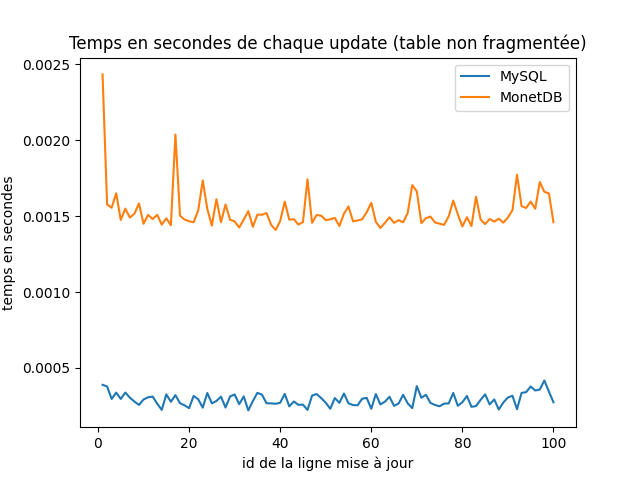 Temps en secondes de chaque update (table non fragmentée)
MySQL
MonetDB
temps en secondes
0.0025
0.0020
0.0015
0.0010
0.0005
0 20 40 60 80 100
id de la ligne mise à jour